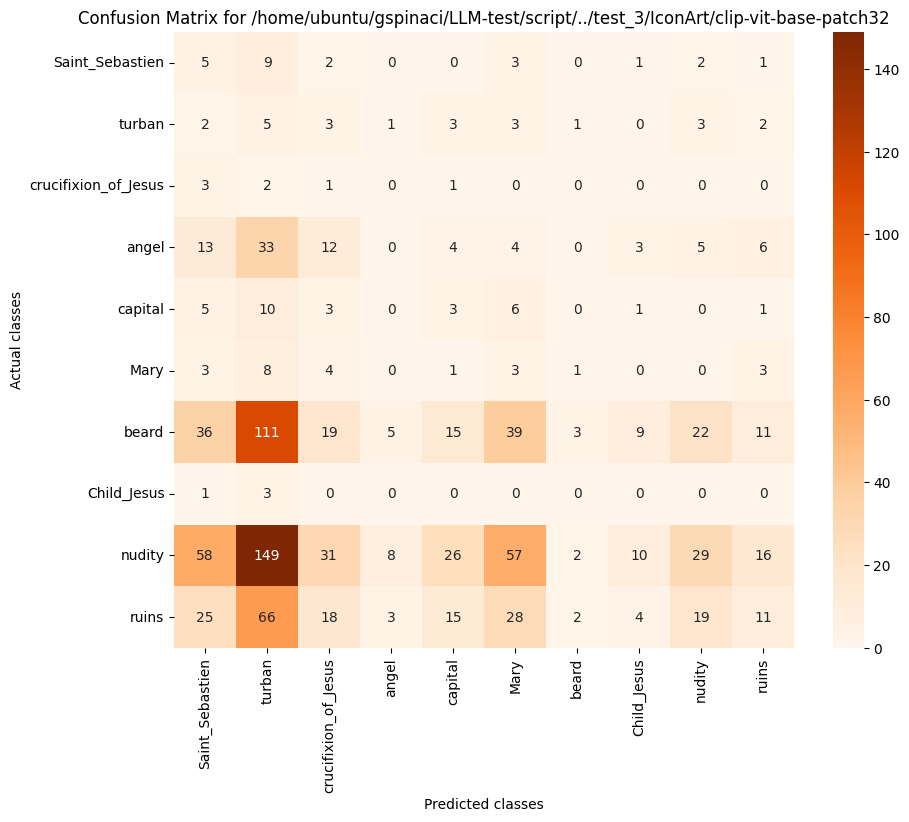 Confusion Matrix for /home/ubuntu/gspinaci/LLM-test/script/../test_3/IconArt/clip-vit-base-patch32
Saint_Sebastien 5 9 2 0 0 3 0 1 2 1
turban 2 5 3 1 3 3 1 0 3 2
crucifixion_of_Jesus 3 2 1 0 1 0 0 0 0 0
angel 13 33 12 0 4 4 0 3 5 6
capital 5 10 3 0 3 6 0 1 0 1
Mary 3 8 4 0 1 3 1 0 0 3
beard 36 111 19 5 15 39 3 9 22 11
Child_Jesus 1 3 0 0 0 0 0 0 0 0
nudity 58 149 31 8 26 57 2 10 29 16
ruins 25 66 18 3 15 28 2 4 19 11
Saint_Sebastien turban crucifixion_of_Jesus angel capital Mary beard Child_Jesus nudity ruins
Predicted classes
Actual classes
140
120
100
80
60
40
20
0